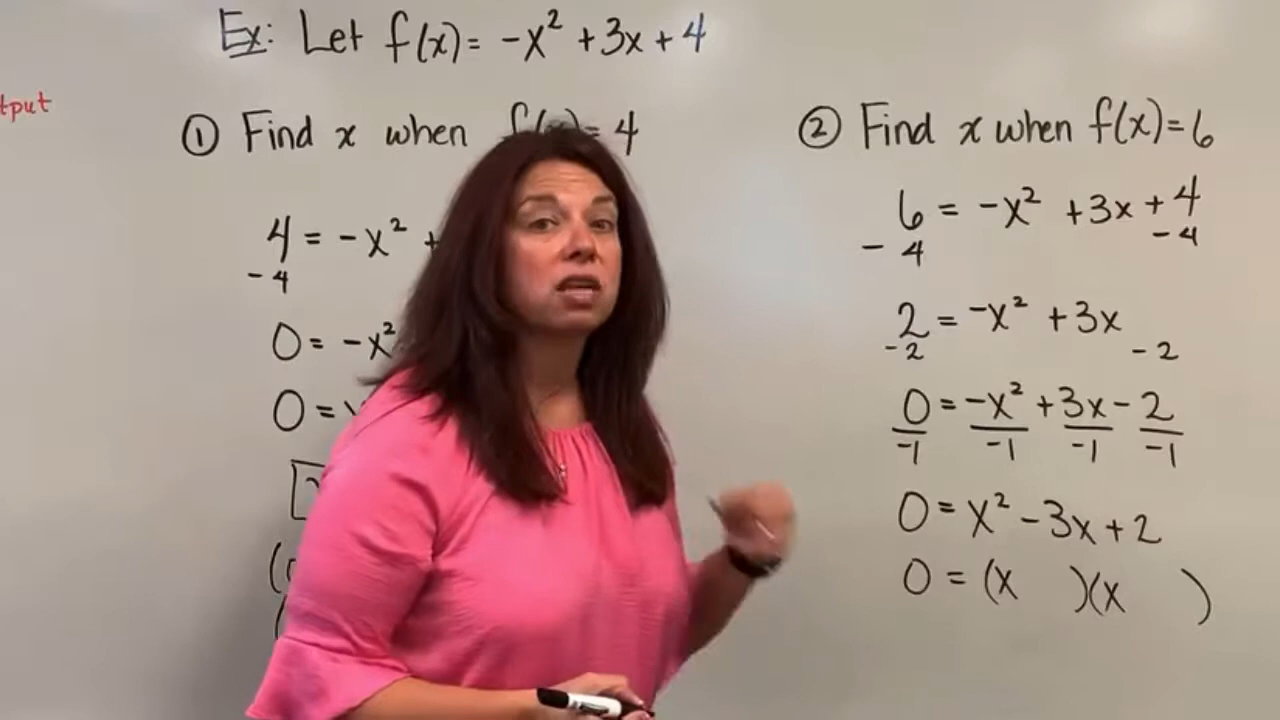 Ex: Let f(x) = -x² + 3x + 4
tput
① Find x when f(x) = 4
4 = -x² +
-4
0 = -x²
0 =
② Find x when f(x) = 6
6 = -x² + 3x + 4
-4 -4
2 = -x² + 3x
-2 -2
0 = -x² + 3x - 2
-1 -1 -1 -1
0 = x² - 3x + 2
0 = (x )(x )